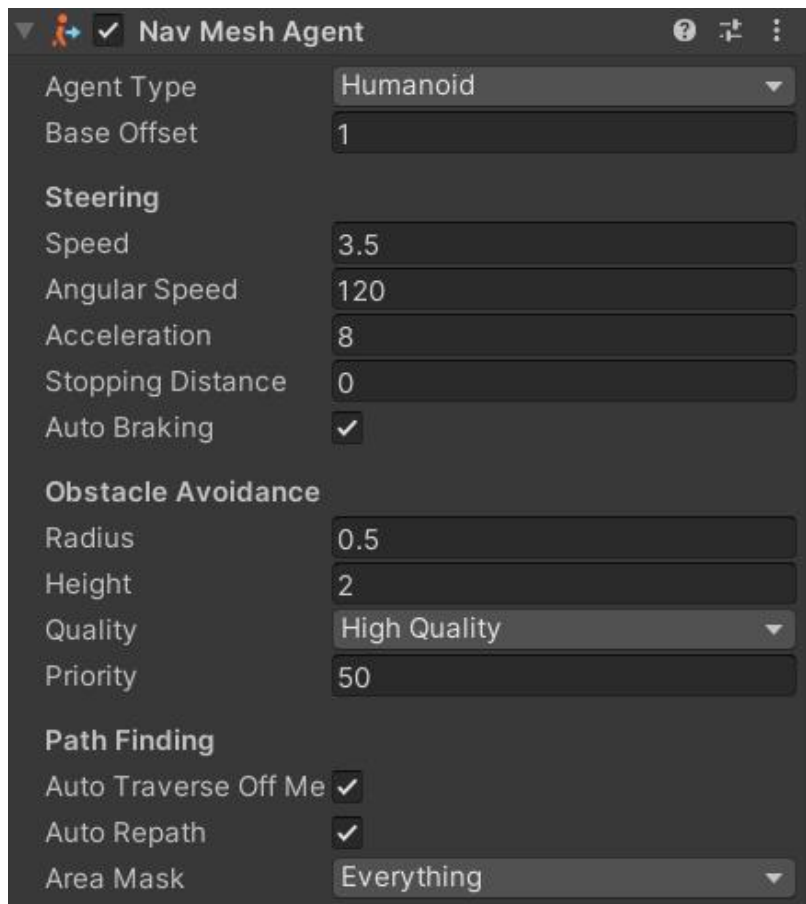 Nav Mesh Agent
Agent Type Humanoid
Base Offset 1
Steering
Speed 3.5
Angular Speed 120
Acceleration 8
Stopping Distance 0
Auto Braking
Obstacle Avoidance
Radius 0.5
Height 2
Quality High Quality
Priority 50
Path Finding
Auto Traverse Off Me
Auto Repath
Area Mask Everything